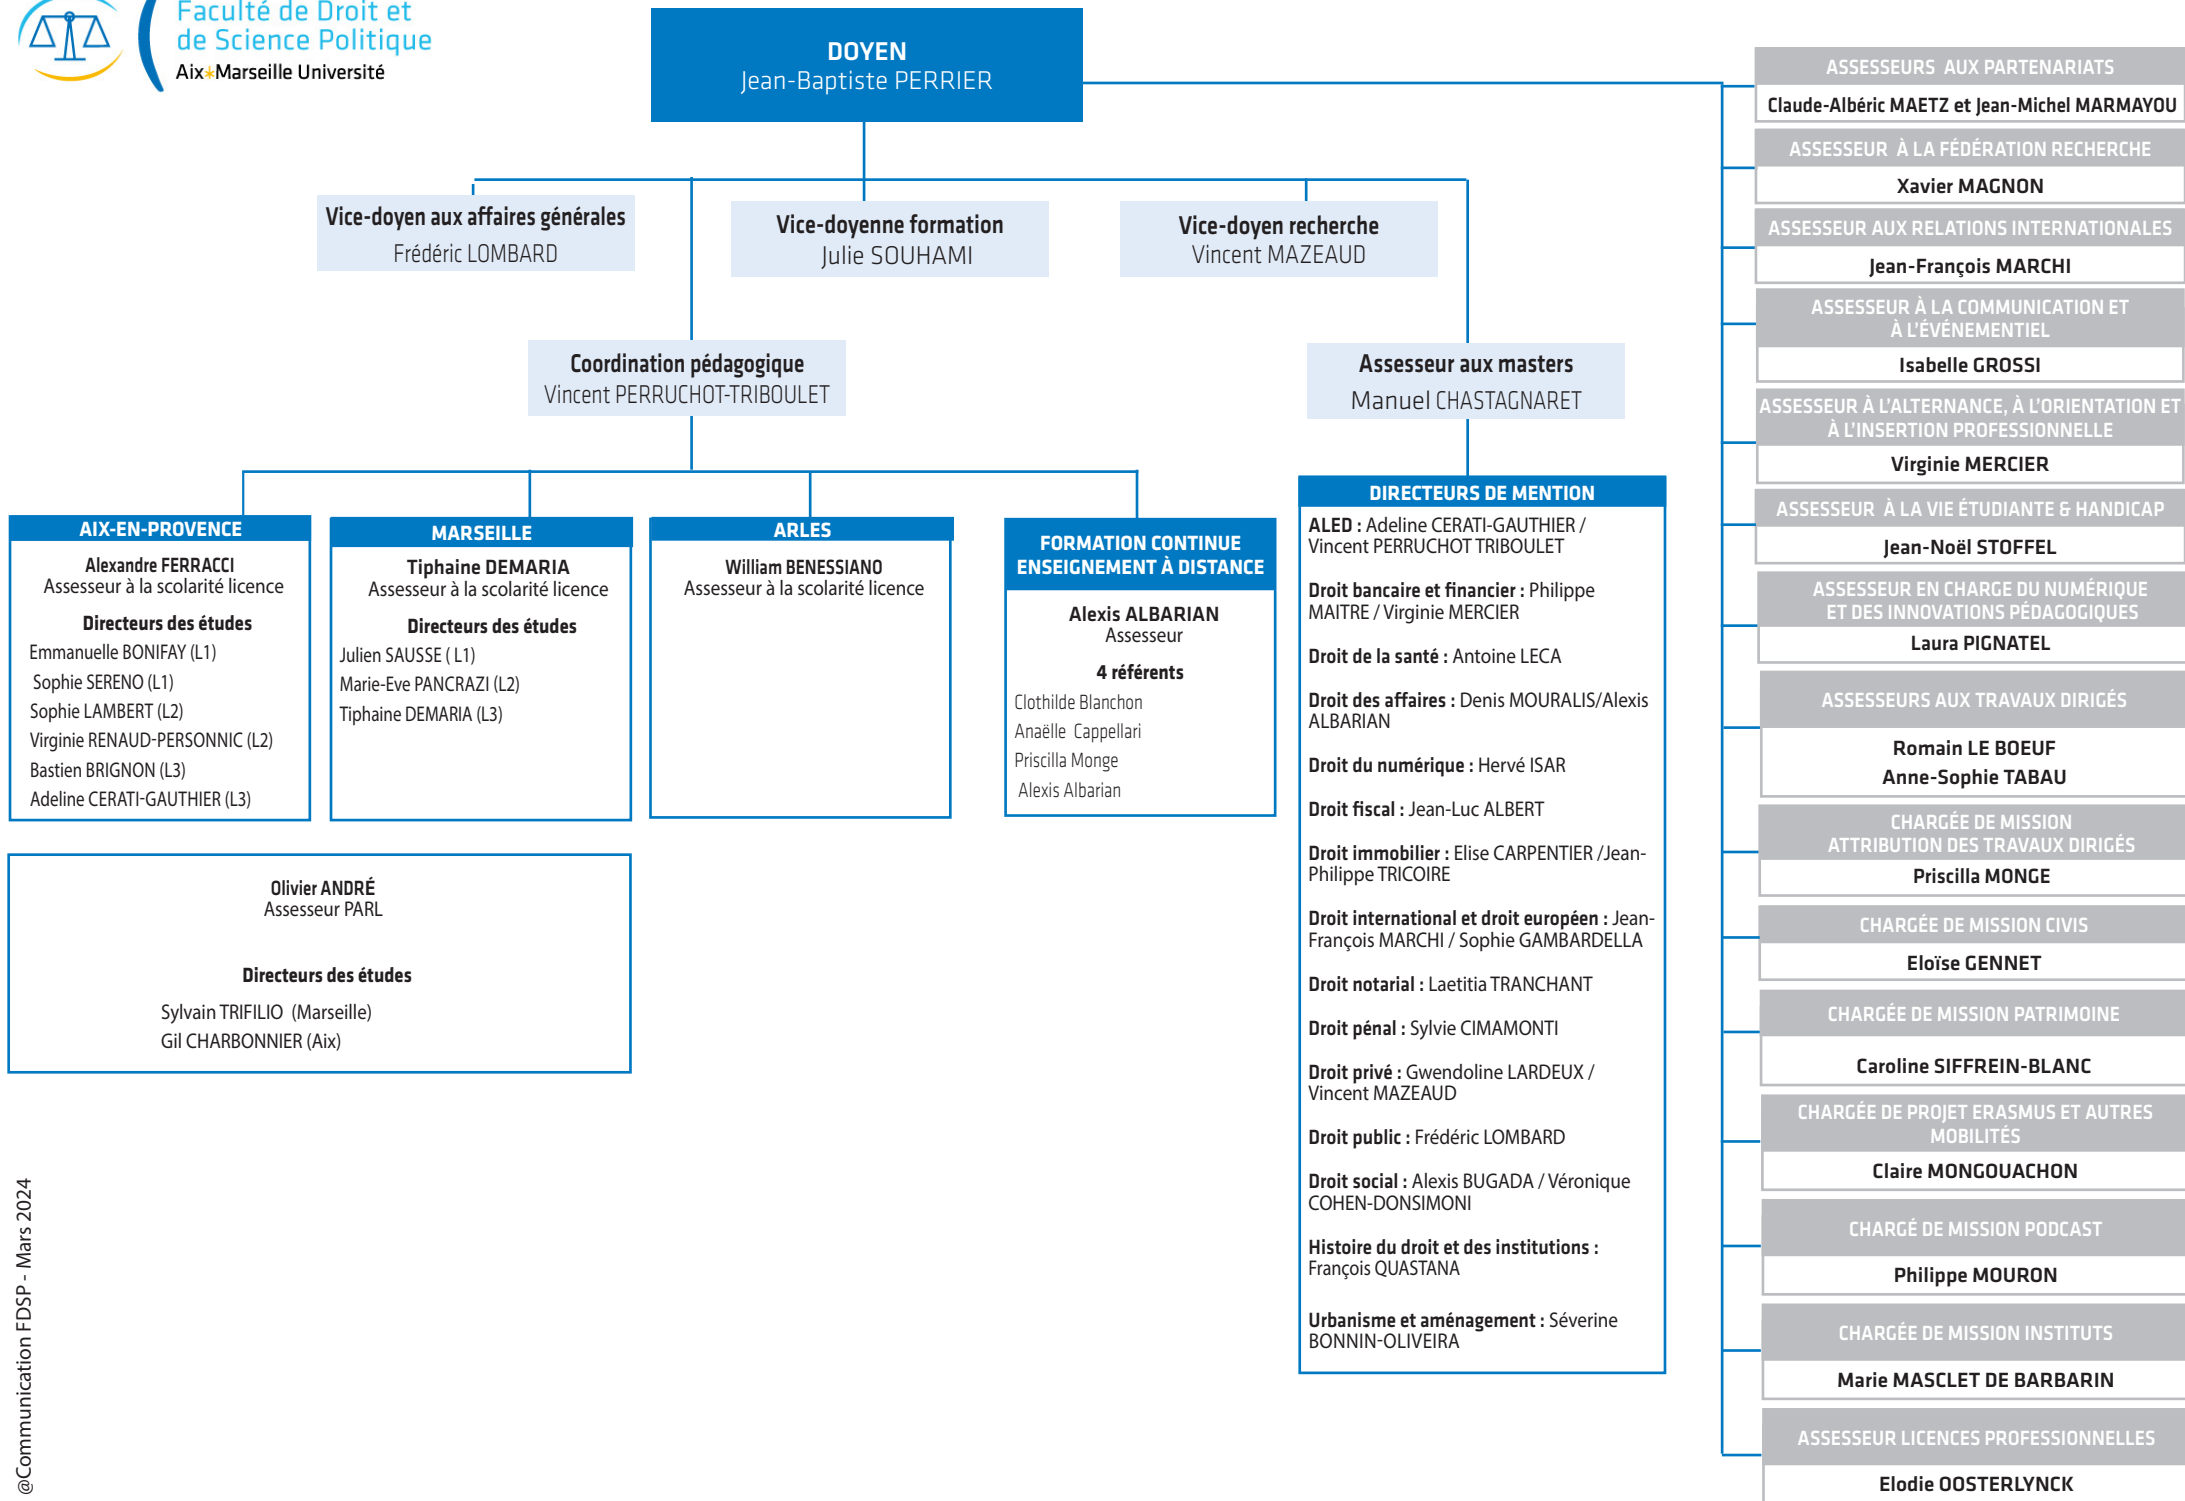 Faculté de Droit et
de Science Politique
Aix*Marseille Université
DOYEN
Jean-Baptiste PERRIER
Vice-doyen aux affaires générales
Frédéric LOMBARD
Vice-doyenne formation
Julie SOUHAMI
Vice-doyen recherche
Vincent MAZEAUD
Coordination pédagogique
Vincent PERRUCHOT-TRIBOULET
Assesseur aux masters
Manuel CHASTAGNARET
AIX-EN-PROVENCE
Alexandre FERRACCI
Assesseur à la scolarité licence
Directeurs des études
Emmanuelle BONIFAY (L1)
Sophie SERENO (L1)
Sophie LAMBERT (L2)
Virginie RENAUD-PERSONNIC (L2)
Bastien BRIGNON (L3)
Adeline CERATI-GAUTHIER (L3)
MARSEILLE
Tiphaine DEMARIA
Assesseur à la scolarité licence
Directeurs des études
Julien SAUSSE ( L1)
Marie-Eve PANCRAZI (L2)
Tiphaine DEMARIA (L3)
ARLES
William BENESSIANO
Assesseur à la scolarité licence
FORMATION CONTINUE
ENSEIGNEMENT À DISTANCE
Alexis ALBARIAN
Assesseur
4 référents
Clothilde Blanchon
Anaëlle Cappellari
Priscilla Monge
Alexis Albarian
Olivier ANDRÉ
Assesseur PARL
Directeurs des études
Sylvain TRIFILIO (Marseille)
Gil CHARBONNIER (Aix)
DIRECTEURS DE MENTION
ALED : Adeline CERATI-GAUTHIER /
Vincent PERRUCHOT TRIBOULET
Droit bancaire et financier : Philippe
MAITRE / Virginie MERCIER
Droit de la santé : Antoine LECA
Droit des affaires : Denis MOURALIS/Alexis
ALBARIAN
Droit du numérique : Hervé ISAR
Droit fiscal : Jean-Luc ALBERT
Droit immobilier : Elise CARPENTIER /Jean-
Philippe TRICOIRE
Droit international et droit européen : Jean-
François MARCHI / Sophie GAMBARDELLA
Droit notarial : Laetitia TRANCHANT
Droit pénal : Sylvie CIMAMONTI
Droit privé : Gwendoline LARDEUX /
Vincent MAZEAUD
Droit public : Frédéric LOMBARD
Droit social : Alexis BUGADA / Véronique
COHEN-DONSIMONI
Histoire du droit et des institutions :
François QUASTANA
Urbanisme et aménagement : Séverine
BONNIN-OLIVEIRA
ASSESSEURS AUX PARTENARIATS
Claude-Albéric MAETZ et Jean-Michel MARMAYOU
ASSESSEUR À LA FÉDÉRATION RECHERCHE
Xavier MAGNON
ASSESSEUR AUX RELATIONS INTERNATIONALES
Jean-François MARCHI
ASSESSEUR À LA COMMUNICATION ET
À L'ÉVÉNEMENTIEL
Isabelle GROSSI
ASSESSEUR À L'ALTERNANCE, À L'ORIENTATION ET
À L'INSERTION PROFESSIONNELLE
Virginie MERCIER
ASSESSEUR À LA VIE ÉTUDIANTE & HANDICAP
Jean-Noël STOFFEL
ASSESSEUR EN CHARGE DU NUMÉRIQUE
ET DES INNOVATIONS PÉDAGOGIQUES
Laura PIGNATEL
ASSESSEURS AUX TRAVAUX DIRIGÉS
Romain LE BOEUF
Anne-Sophie TABAU
CHARGÉE DE MISSION
ATTRIBUTION DES TRAVAUX DIRIGÉS
Priscilla MONGE
CHARGÉE DE MISSION CIVIS
Eloïse GENNET
CHARGÉE DE MISSION PATRIMOINE
Caroline SIFFREIN-BLANC
CHARGÉE DE PROJET ERASMUS ET AUTRES
MOBILITÉS
Claire MONGOUACHON
CHARGÉ DE MISSION PODCAST
Philippe MOURON
CHARGÉE DE MISSION INSTITUTS
Marie MASCLET DE BARBARIN
ASSESSEUR LICENCES PROFESSIONNELLES
Elodie OOSTERLYNCK
@Communication FDSP - Mars 2024